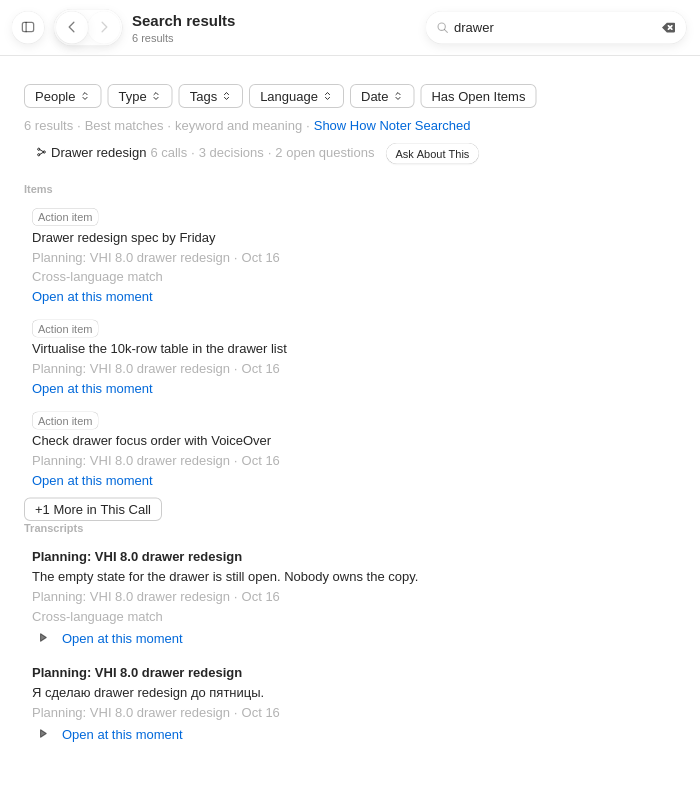 Search results
6 results
drawer
People
Type
Tags
Language
Date
Has Open Items
6 results · Best matches · keyword and meaning · Show How Noter Searched
Drawer redesign 6 calls · 3 decisions · 2 open questions
Ask About This
Items
Action item
Drawer redesign spec by Friday
Planning: VHI 8.0 drawer redesign · Oct 16
Cross-language match
Open at this moment
Action item
Virtualise the 10k-row table in the drawer list
Planning: VHI 8.0 drawer redesign · Oct 16
Open at this moment
Action item
Check drawer focus order with VoiceOver
Planning: VHI 8.0 drawer redesign · Oct 16
Open at this moment
+1 More in This Call
Transcripts
Planning: VHI 8.0 drawer redesign
The empty state for the drawer is still open. Nobody owns the copy.
Planning: VHI 8.0 drawer redesign · Oct 16
Cross-language match
Open at this moment
Planning: VHI 8.0 drawer redesign
Я сделаю drawer redesign до пятницы.
Planning: VHI 8.0 drawer redesign · Oct 16
Open at this moment